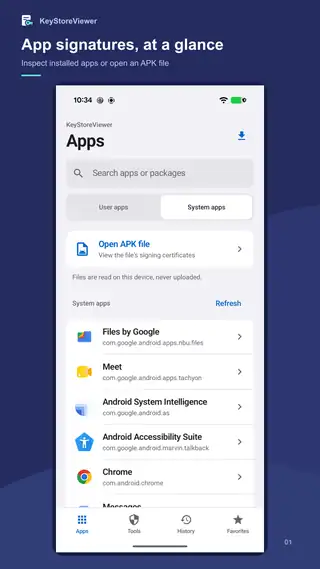 KeyStoreViewer
App signatures, at a glance
Inspect installed apps or open an APK file
10:34
KeyStoreViewer
Apps
Search apps or packages
User apps
System apps
Open APK file
View the file's signing certificates
Files are read on this device, never uploaded.
System apps
Refresh
Files by Google
com.google.android.apps.nbu.files
Meet
com.google.android.apps.tachyon
Android System Intelligence
com.google.android.as
Android Accessibility Suite
com.google.android.marvin.talkback
Chrome
com.android.chrome
Messages
Apps
Tools
History
Favorites
01